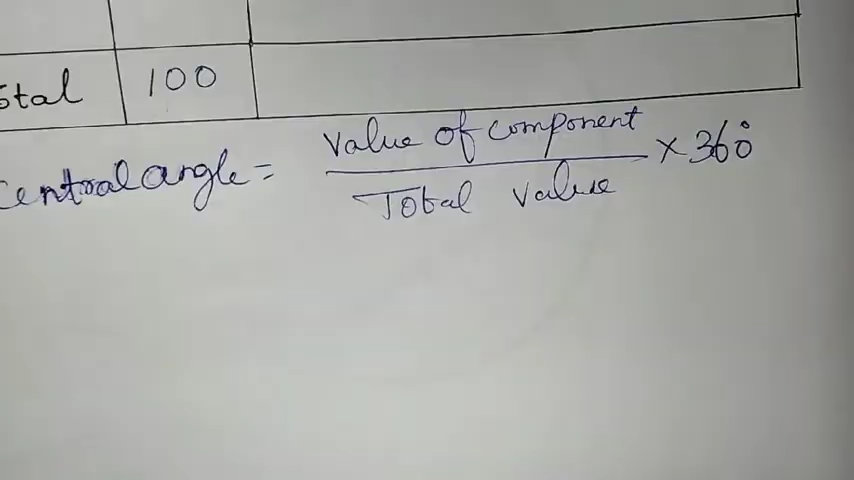 Total 100
Central angle = Value of component / Total value × 360°